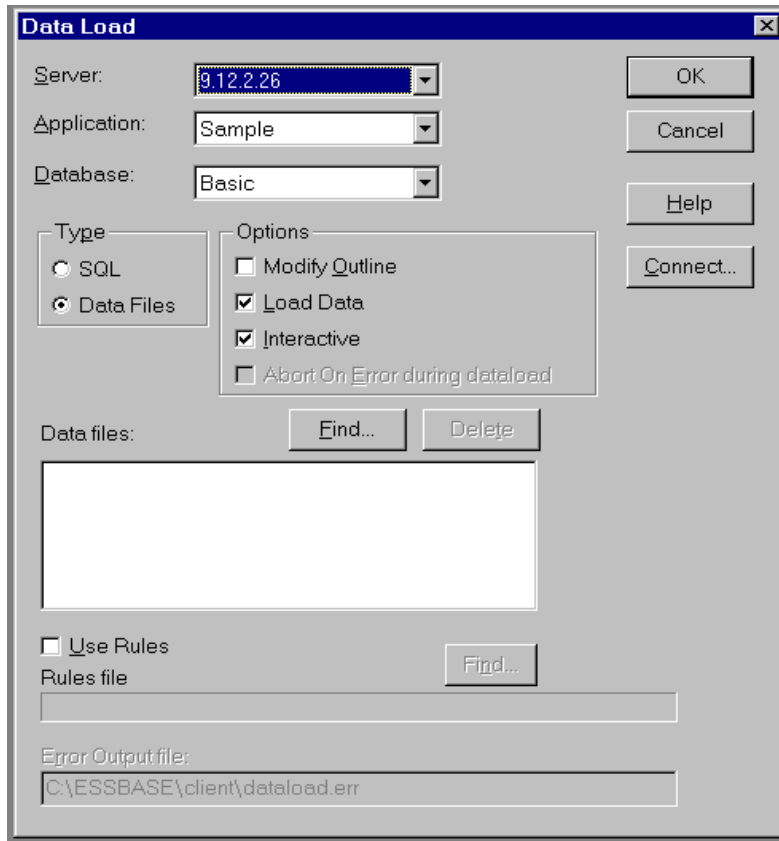 Data Load
Server: 9.12.2.26 OK
Application: Sample Cancel
Database: Basic
Help
Type Options
SQL Modify Outline Connect...
Data Files Load Data
Interactive
Abort On Error during dataload
Data files: Find... Delete
Use Rules
Rules file Find...
Error Output file:
C:\ESSBASE\client\dataload.err